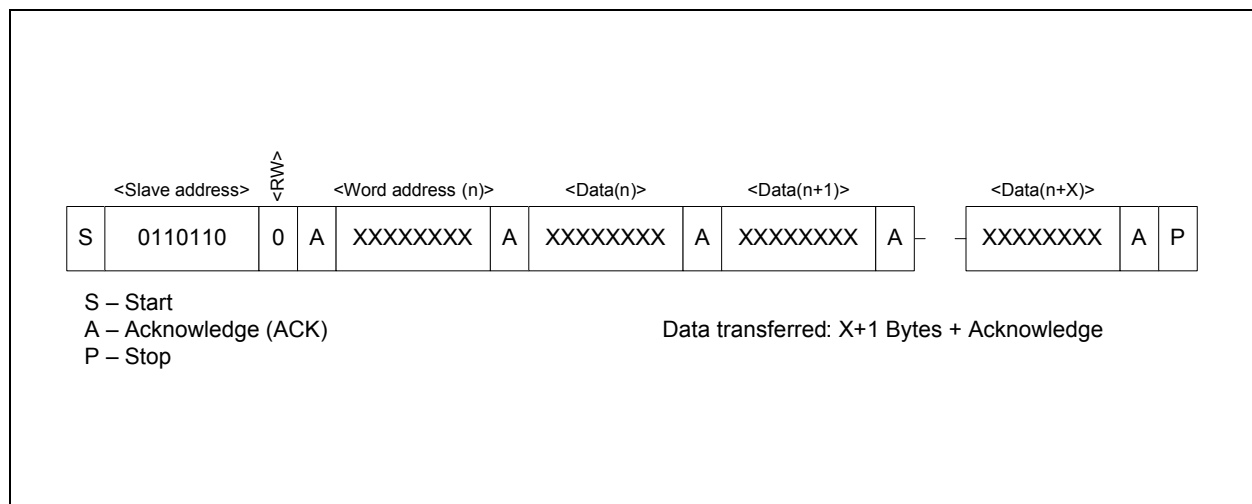 <Slave address> <RW> <Word address (n)> <Data(n)> <Data(n+1)> <Data(n+X)>
S 0110110 0 A XXXXXXXX A XXXXXXXX A XXXXXXXX A XXXXXXXX A P
S – Start
A – Acknowledge (ACK) Data transferred: X+1 Bytes + Acknowledge
P – Stop